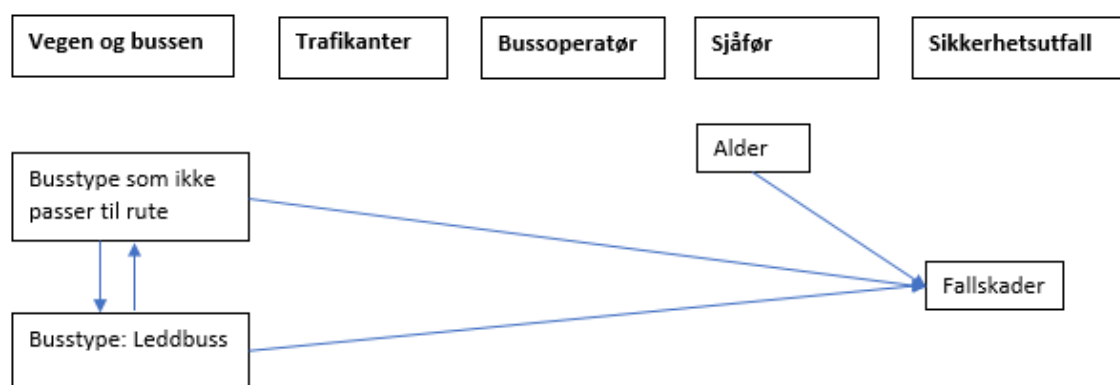 Vegen og bussen
Trafikanter
Bussoperatør
Sjåfør
Sikkerhetsutfall
Alder
Busstype som ikke
passer til rute
Fallskader
Busstype: Leddbuss